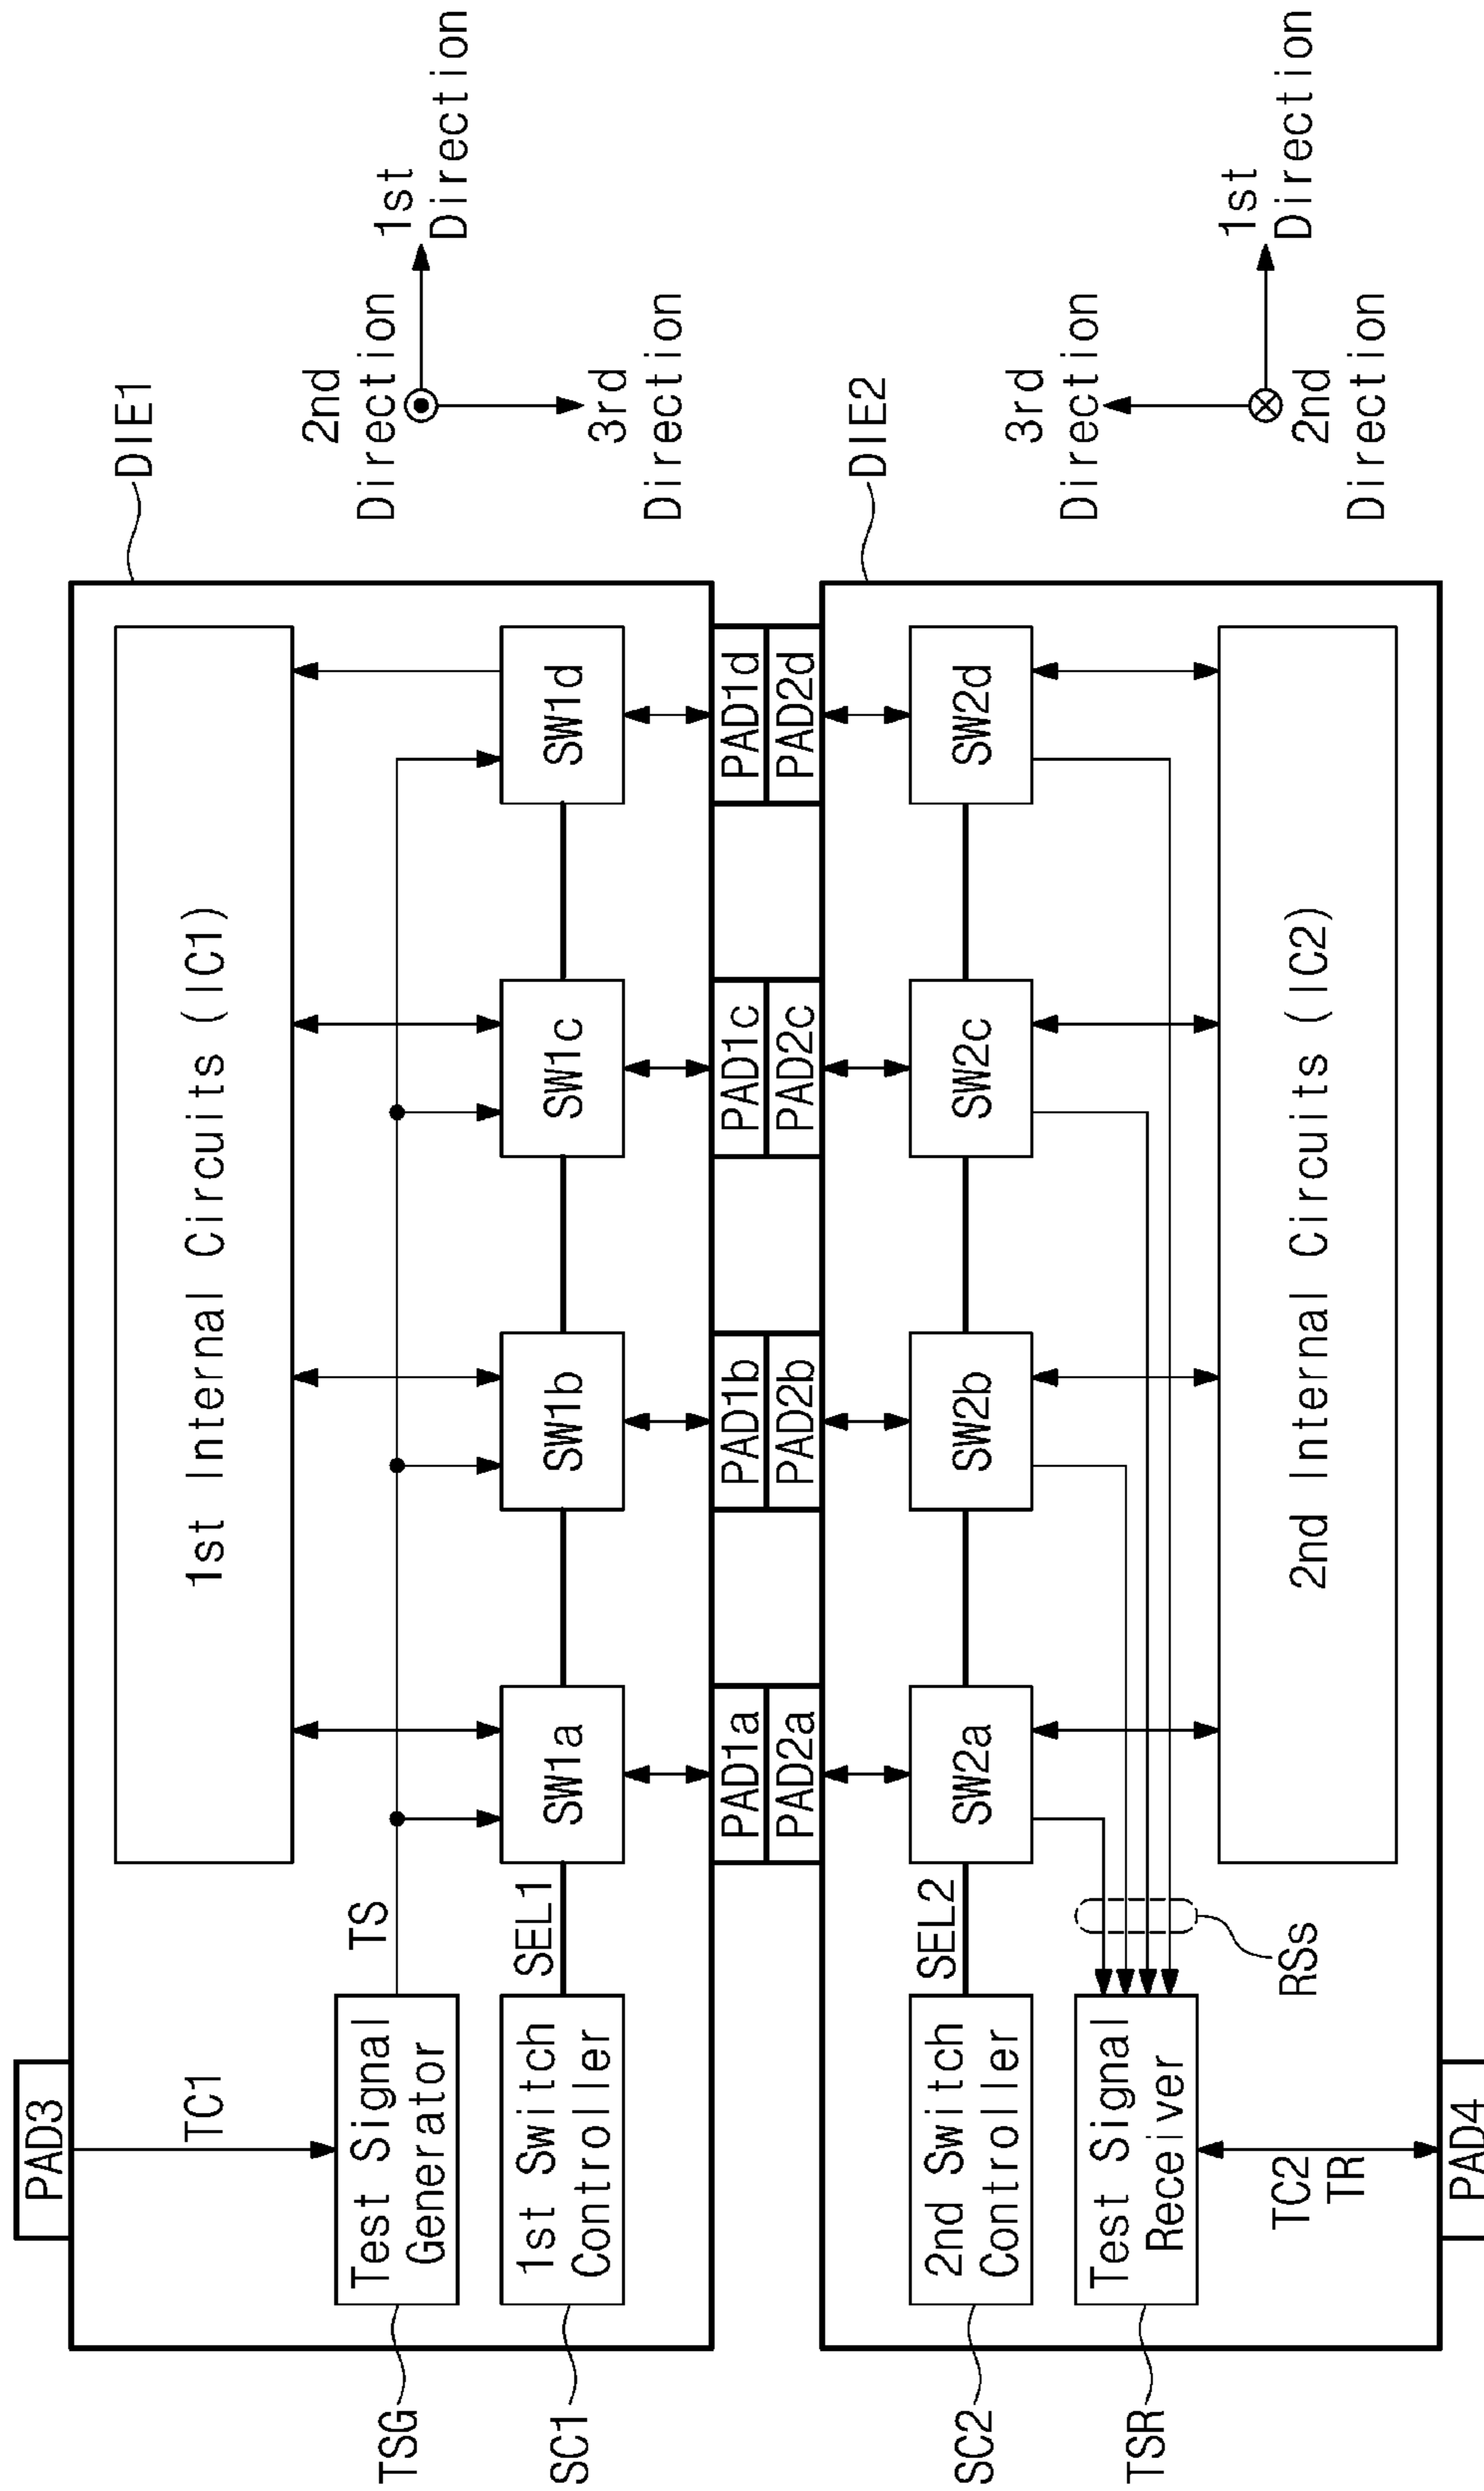 PAD3
TC1
DIE1
1st Internal Circuits (IC1)
2nd
Direction
1st
Direction
3rd
Direction
TSG
Test Signal
Generator
TS
SC1
1st Switch
Controller
SEL1
SW1a
SW1b
SW1c
SW1d
PAD1a
PAD1b
PAD1c
PAD1d
PAD2a
PAD2b
PAD2c
PAD2d
DIE2
SC2
2nd Switch
Controller
SEL2
SW2a
SW2b
SW2c
SW2d
3rd
Direction
1st
Direction
2nd
Direction
TSR
Test Signal
Receiver
RSs
2nd Internal Circuits (IC2)
TC2
TR
PAD4